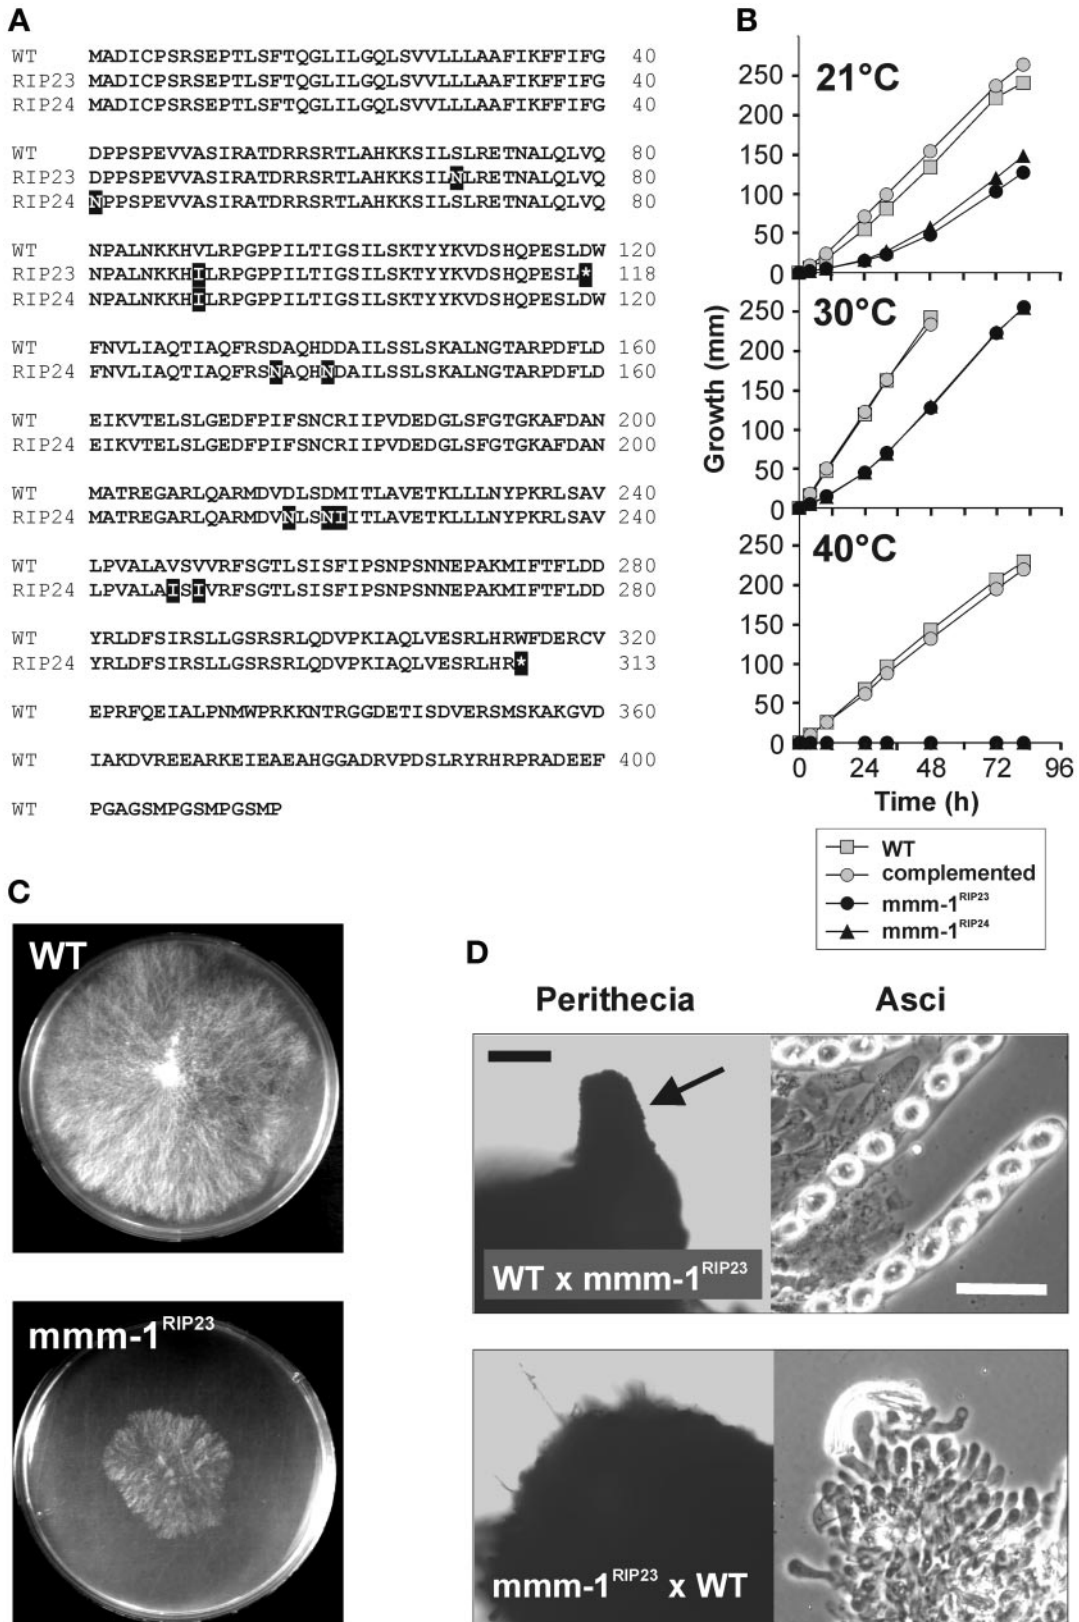 A
WT MADICPSRSEPTLSFTQGLILGQLSVVLLLAAFIKFFIFG 40
RIP23 MADICPSRSEPTLSFTQGLILGQLSVVLLLAAFIKFFIFG 40
RIP24 MADICPSRSEPTLSFTQGLILGQLSVVLLLAAFIKFFIFG 40
WT DPPSPEVVASIRATDRRSRTLAHKKSILSLRETNALQLVQ 80
RIP23 DPPSPEVVASIRATDRRSRTLAHKKSILNLRETNALQLVQ 80
RIP24 NPPSPEVVASIRATDRRSRTLAHKKSILSLRETNALQLVQ 80
WT NPALNKKHVLRPGPPILTIGSILSKTYYKVDSHQPESLDW 120
RIP23 NPALNKKHILRPGPPILTIGSILSKTYYKVDSHQPESL* 118
RIP24 NPALNKKHILRPGPPILTIGSILSKTYYKVDSHQPESLDW 120
WT FNVLIAQTIAQFRSDAQHDDAILSSLSKALNGTARPDFLD 160
RIP24 FNVLIAQTIAQFRSNAQHNDAILSSLSKALNGTARPDFLD 160
WT EIKVTELSLGEDFPIFSNCRIIPVDEDGLSFGTGKAFDAN 200
RIP24 EIKVTELSLGEDFPIFSNCRIIPVDEDGLSFGTGKAFDAN 200
WT MATREGARLQARMDVDLSDMITLAVETKLLLNYPKRLSAV 240
RIP24 MATREGARLQARMDVNLSNIITLAVETKLLLNYPKRLSAV 240
WT LPVALAVSVVRFSGTLSISFIPSNPSNNEPAKMIFTFLDD 280
RIP24 LPVALAISIVRFSGTLSISFIPSNPSNNEPAKMIFTFLDD 280
WT YRLDFSIRSLLGSRSRLQDVPKIAQLVESRLHRWFDERCV 320
RIP24 YRLDFSIRSLLGSRSRLQDVPKIAQLVESRLHR* 313
WT EPRFQEIALPNMWPRKKNTRGGDETISDVERSMSKAKGVD 360
WT IAKDVREEARKEIEAEAHGGADRVPDSLRYRHRPRADEEF 400
WT PGAGSMPGSMPGSMP
B
21°C
250
200
150
100
50
0
30°C
250
200
150
100
50
0
40°C
250
200
150
100
50
0
Growth (mm)
0 24 48 72 96
Time (h)
WT
complemented
mmm-1RIP23
mmm-1RIP24
C
WT
mmm-1RIP23
D
Perithecia Asci
WT x mmm-1RIP23
mmm-1RIP23 x WT